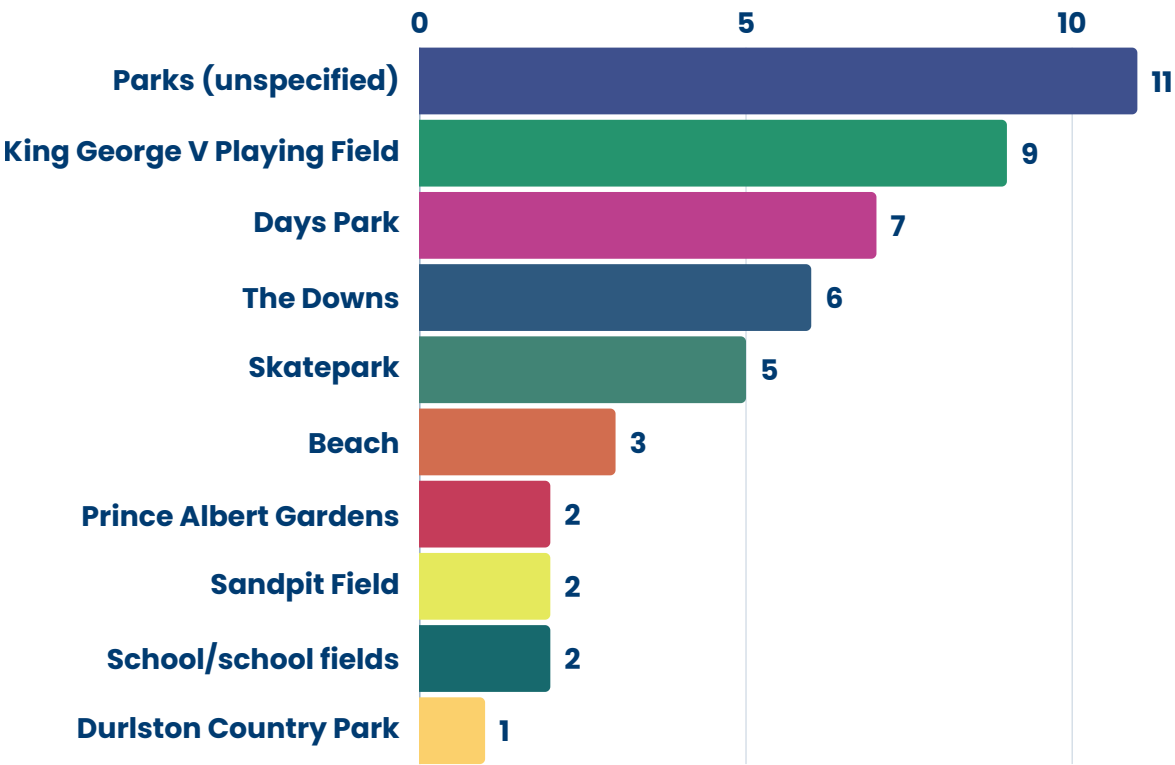 0 5 10
Parks (unspecified) 11
King George V Playing Field 9
Days Park 7
The Downs 6
Skatepark 5
Beach 3
Prince Albert Gardens 2
Sandpit Field 2
School/school fields 2
Durlston Country Park 1